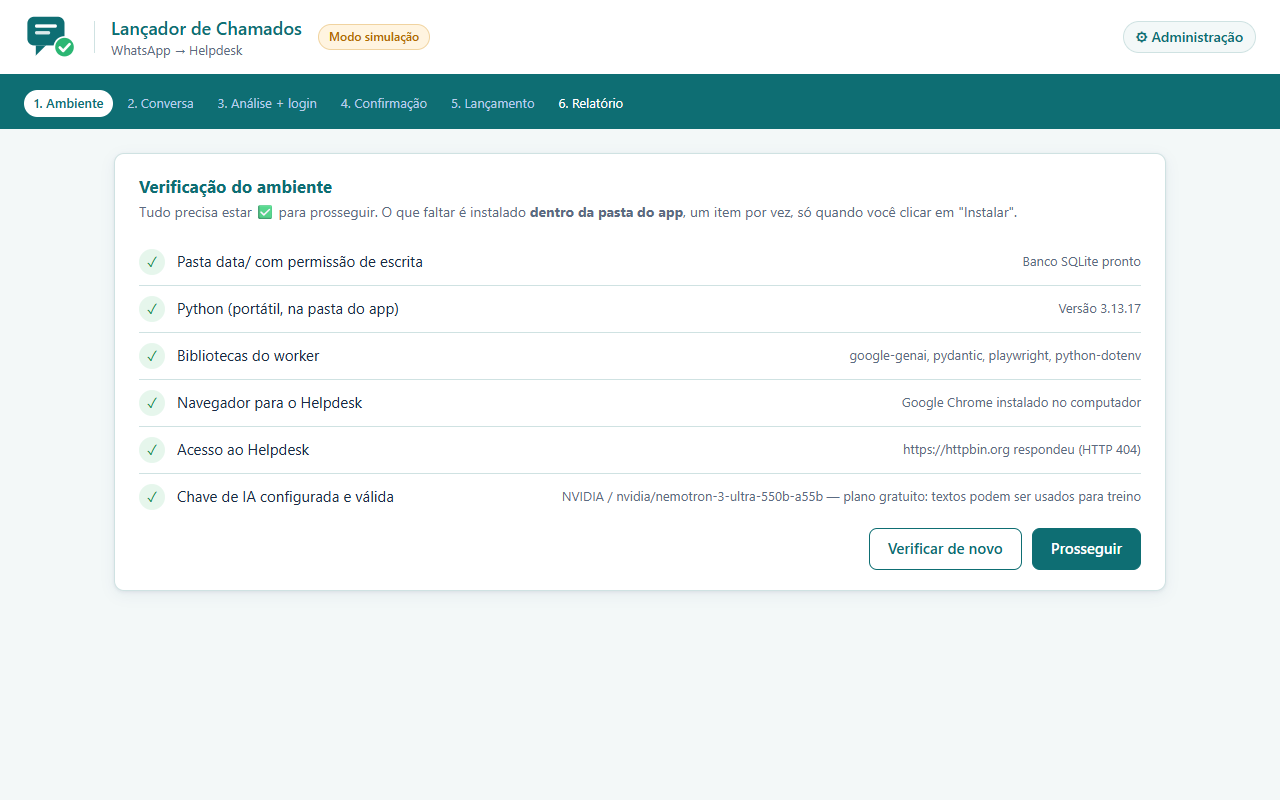 Lançador de Chamados
WhatsApp → Helpdesk
Modo simulação
⚙ Administração
1. Ambiente
2. Conversa
3. Análise + login
4. Confirmação
5. Lançamento
6. Relatório
Verificação do ambiente
Tudo precisa estar ✅ para prosseguir. O que faltar é instalado dentro da pasta do app, um item por vez, só quando você clicar em "Instalar".
✓ Pasta data/ com permissão de escrita
Banco SQLite pronto
✓ Python (portátil, na pasta do app)
Versão 3.13.17
✓ Bibliotecas do worker
google-genai, pydantic, playwright, python-dotenv
✓ Navegador para o Helpdesk
Google Chrome instalado no computador
✓ Acesso ao Helpdesk
https://httpbin.org respondeu (HTTP 404)
✓ Chave de IA configurada e válida
NVIDIA / nvidia/nemotron-3-ultra-550b-a55b — plano gratuito: textos podem ser usados para treino
Verificar de novo
Prosseguir